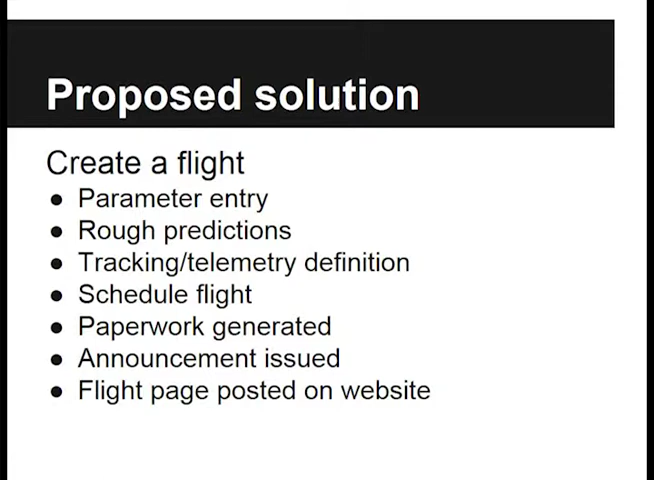 Proposed solution
Create a flight
● Parameter entry
● Rough predictions
● Tracking/telemetry definition
● Schedule flight
● Paperwork generated
● Announcement issued
● Flight page posted on website